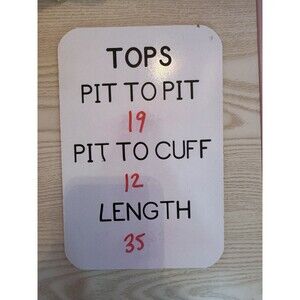 TOPS
PIT TO PIT
19
PIT TO CUFF
12
LENGTH
35